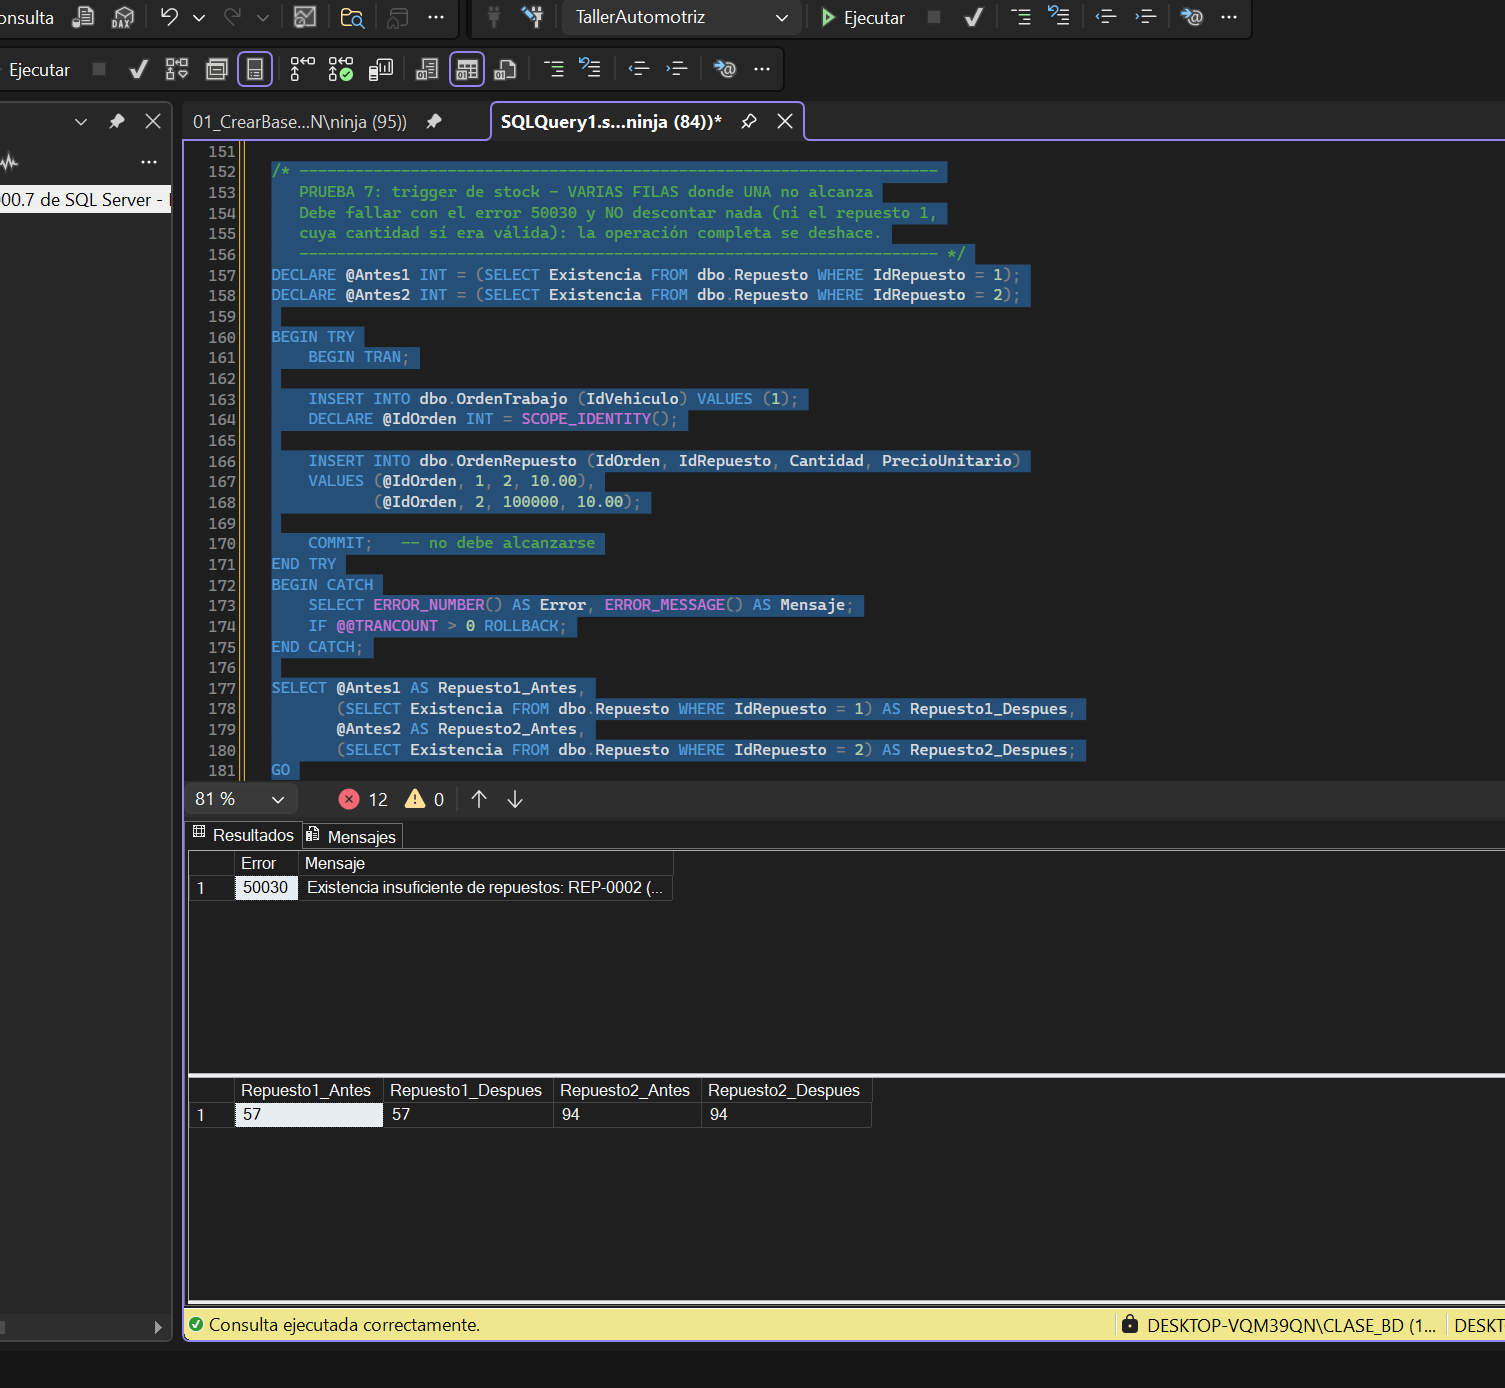 onsulta
TallerAutomotriz
Ejecutar
Ejecutar
01_CrearBase...N\ninja (95))
SQLQuery1.s...ninja (84))*
000.7 de SQL Server -
151
152 /* ---------------------------------------------------------------------
153 PRUEBA 7: trigger de stock - VARIAS FILAS donde UNA no alcanza
154 Debe fallar con el error 50030 y NO descontar nada (ni el repuesto 1,
155 cuya cantidad sí era válida): la operación completa se deshace.
156 --------------------------------------------------------------------- */
157 DECLARE @Antes1 INT = (SELECT Existencia FROM dbo.Repuesto WHERE IdRepuesto = 1);
158 DECLARE @Antes2 INT = (SELECT Existencia FROM dbo.Repuesto WHERE IdRepuesto = 2);
159
160 BEGIN TRY
161 BEGIN TRAN;
162
163 INSERT INTO dbo.OrdenTrabajo (IdVehiculo) VALUES (1);
164 DECLARE @IdOrden INT = SCOPE_IDENTITY();
165
166 INSERT INTO dbo.OrdenRepuesto (IdOrden, IdRepuesto, Cantidad, PrecioUnitario)
167 VALUES (@IdOrden, 1, 2, 10.00),
168 (@IdOrden, 2, 100000, 10.00);
169
170 COMMIT; -- no debe alcanzarse
171 END TRY
172 BEGIN CATCH
173 SELECT ERROR_NUMBER() AS Error, ERROR_MESSAGE() AS Mensaje;
174 IF @@TRANCOUNT > 0 ROLLBACK;
175 END CATCH;
176
177 SELECT @Antes1 AS Repuesto1_Antes,
178 (SELECT Existencia FROM dbo.Repuesto WHERE IdRepuesto = 1) AS Repuesto1_Despues,
179 @Antes2 AS Repuesto2_Antes,
180 (SELECT Existencia FROM dbo.Repuesto WHERE IdRepuesto = 2) AS Repuesto2_Despues;
181 GO
81 % 12 0
Resultados Mensajes
Error Mensaje
1 50030 Existencia insuficiente de repuestos: REP-0002 (...
Repuesto1_Antes Repuesto1_Despues Repuesto2_Antes Repuesto2_Despues
1 57 57 94 94
Consulta ejecutada correctamente.
DESKTOP-VQM39QN\CLASE_BD (1...
DESKT